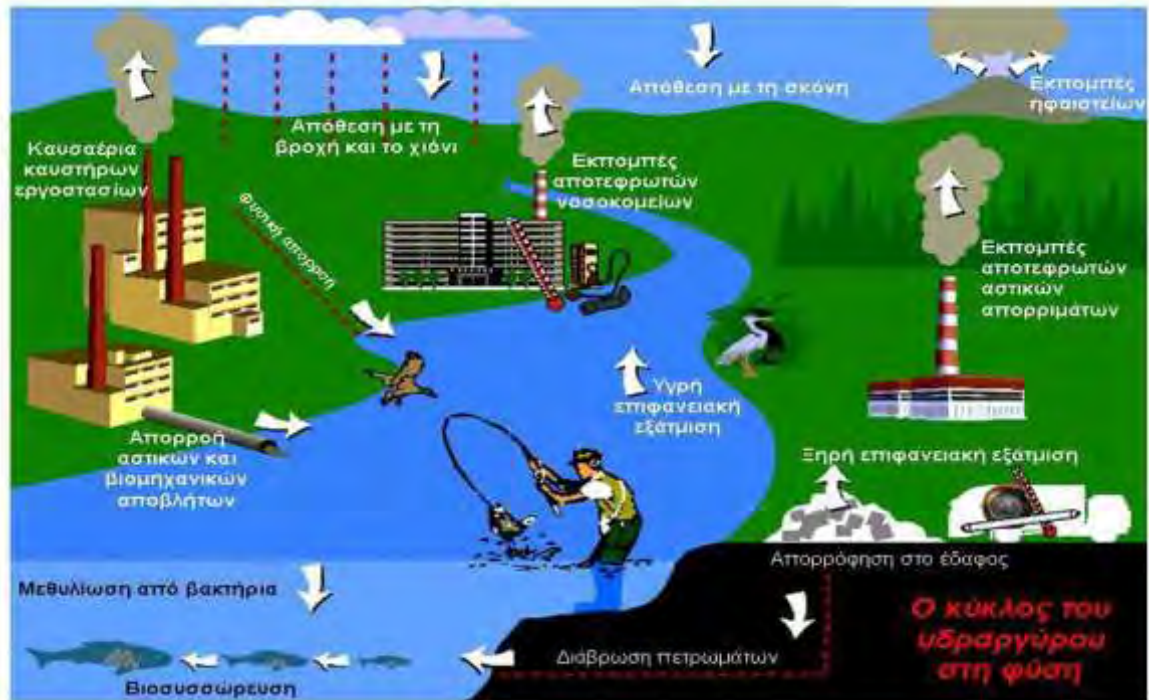 Απόθεση με τη σκόνη
Εκπομπές
ηφαιστείων
Απόθεση με τη
βροχή και το χιόνι
Καυσαέρια
καυστήρων
εργοστασίων
Εκπομπές
αποτεφρωτών
νοσοκομείων
Φυσική απορροή
Εκπομπές
αποτεφρωτών
αστικών
απορριμάτων
Υγρή
επιφανειακή
εξάτμιση
Απορροή
αστικών και
βιομηχανικών
αποβλήτων
Ξηρή επιφανειακή εξάτμιση
Απορρόφηση στο έδαφος
Μεθυλίωση από βακτήρια
Ο κύκλος του
υδραργύρου
στη φύση
Διάβρωση πετρωμάτων
Βιοσυσσώρευση